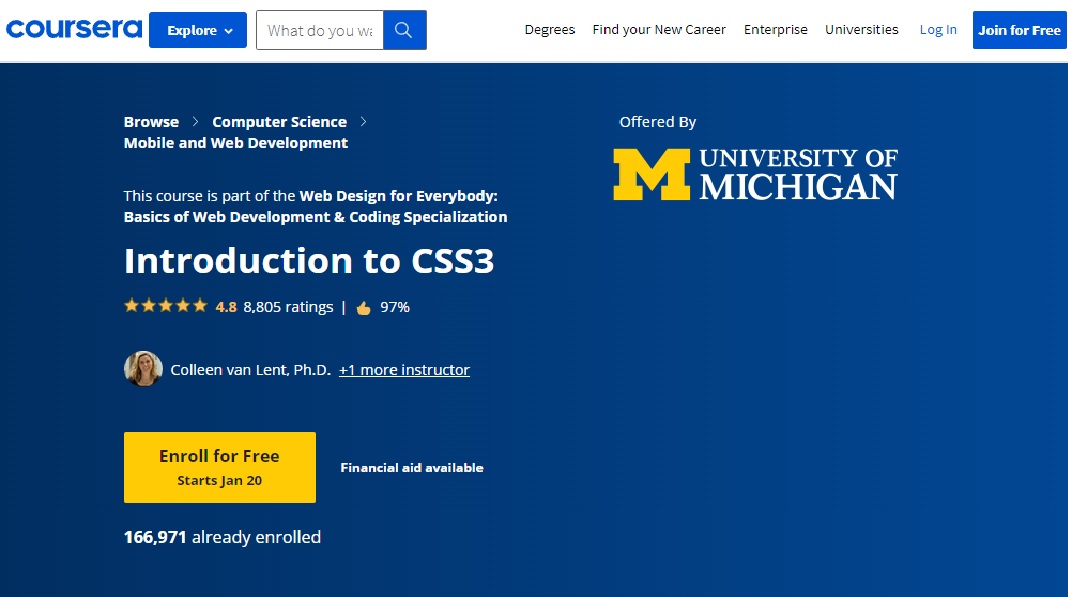 coursera Explore What do you wa Degrees Find your New Career Enterprise Universities Log In Join for Free
Browse > Computer Science >
Mobile and Web Development
Offered By
M UNIVERSITY OF
MICHIGAN
This course is part of the Web Design for Everybody:
Basics of Web Development & Coding Specialization
Introduction to CSS3
4.8 8,805 ratings | 97%
Colleen van Lent, Ph.D. +1 more instructor
Enroll for Free
Starts Jan 20
Financial aid available
166,971 already enrolled